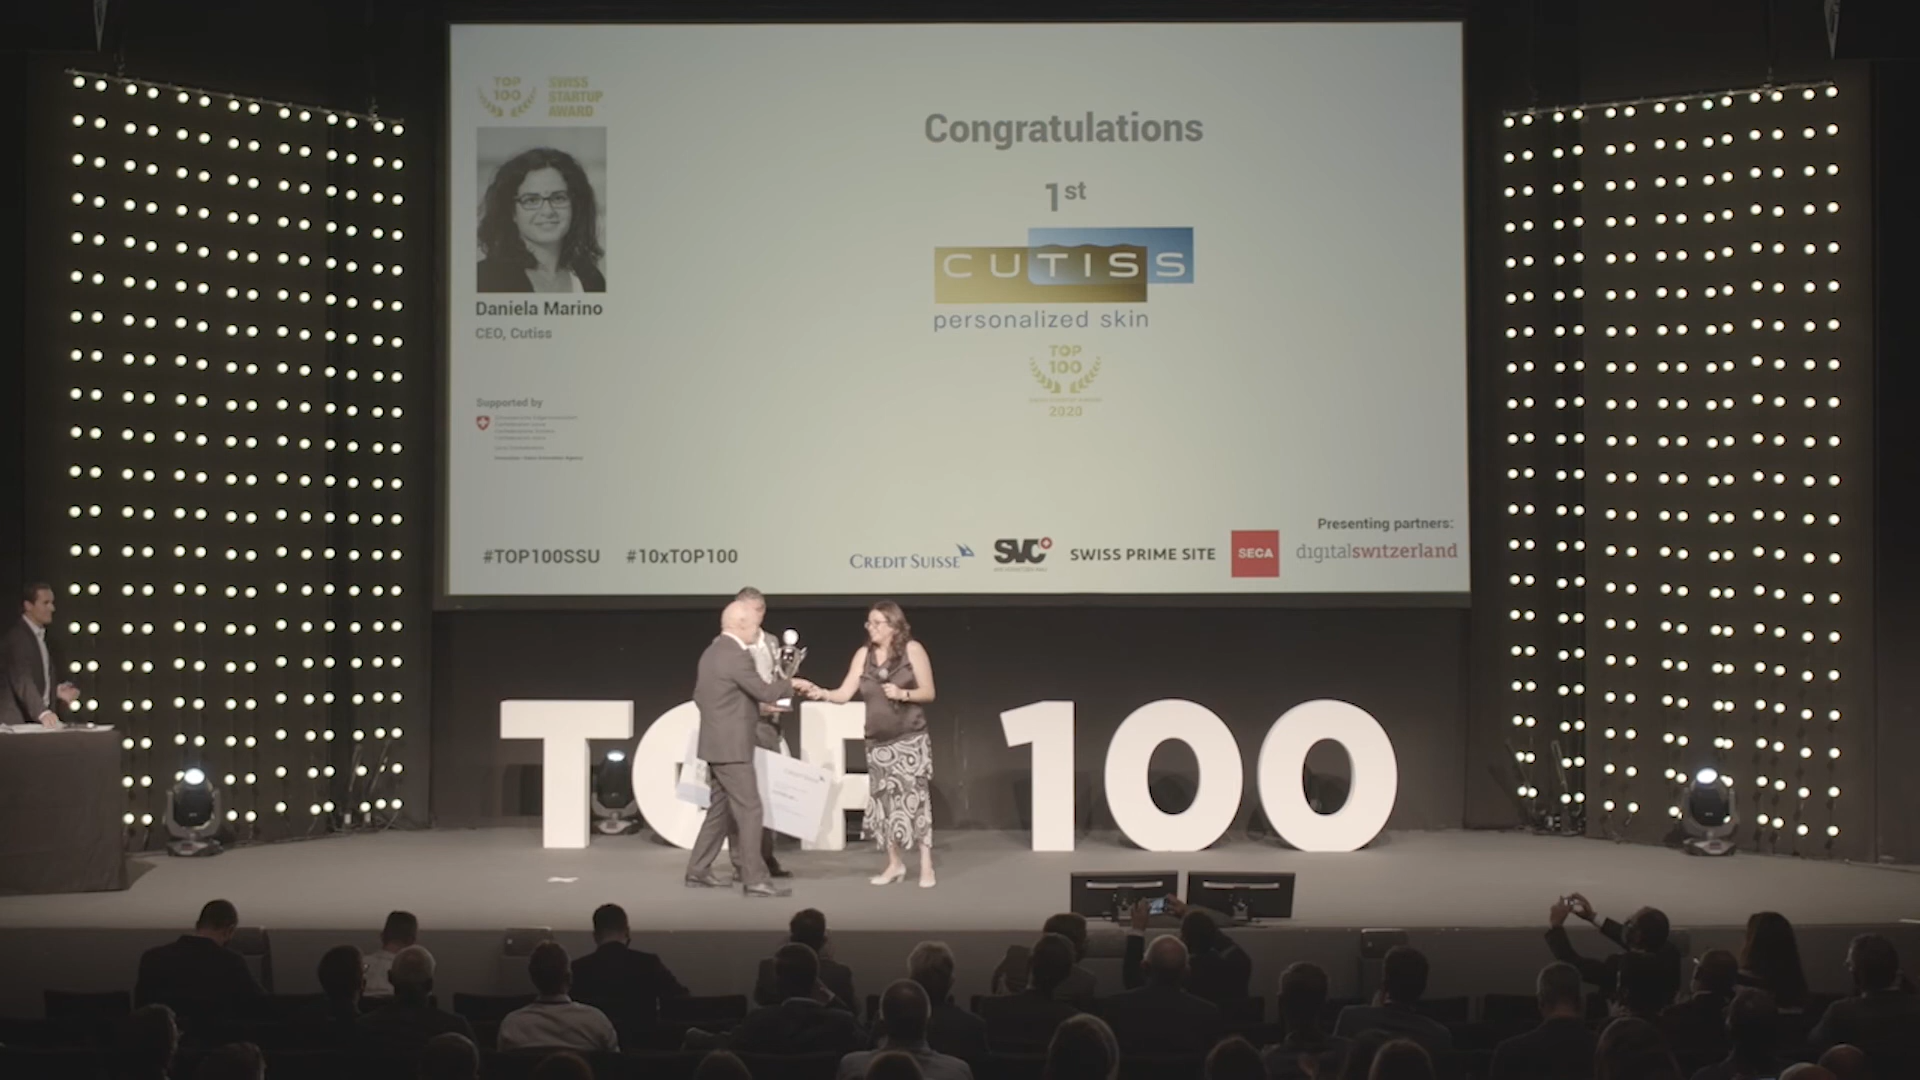 TOP
100
SWISS
STARTUP
AWARD
Congratulations
1st
CUTISS
personalized skin
Daniela Marino
CEO, Cutiss
TOP
100
2020
Supported by
#TOP100SSU #10xTOP100
CREDIT SUISSE
SVC
SWISS PRIME SITE
SECA
Presenting partners:
digitalswitzerland
TOP 100